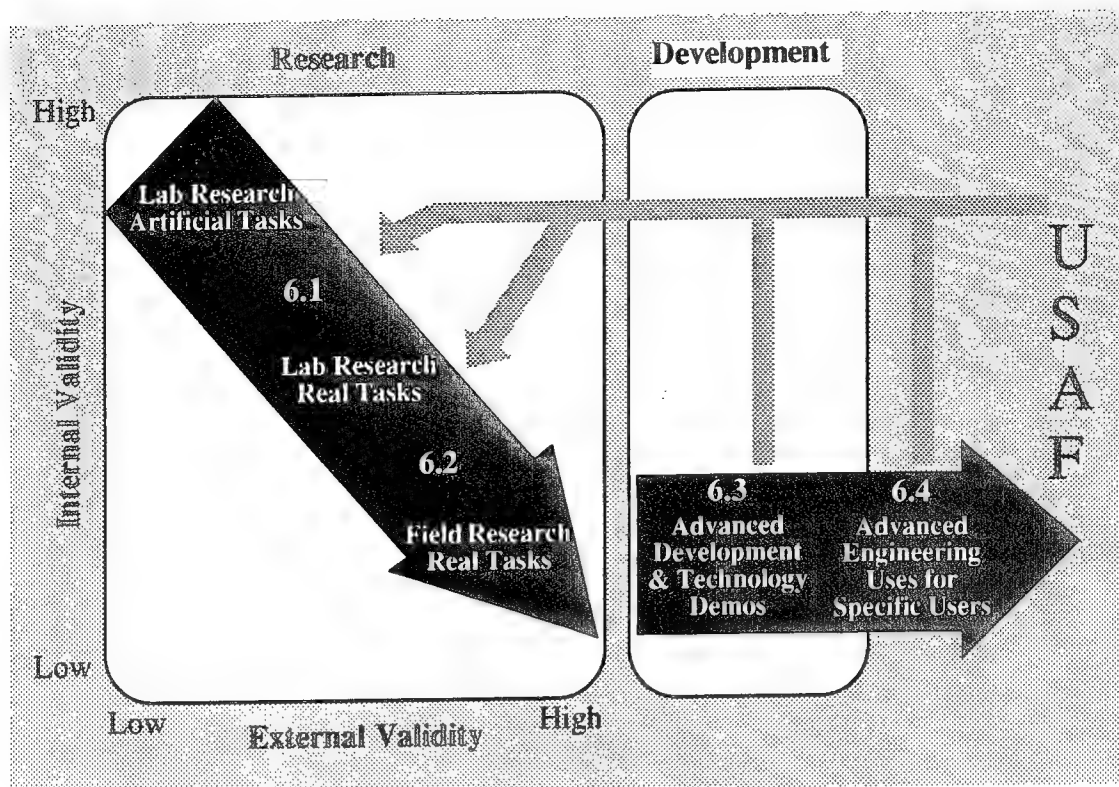 Research
Development
High
Lab Research
Artificial Tasks
6.1
Lab Research
Real Tasks
6.2
Field Research
Real Tasks
Internal Validity
Low
Low
External Validity
High
6.3
Advanced
Development
& Technology
Demos
6.4
Advanced
Engineering
Uses for
Specific Users
USAF